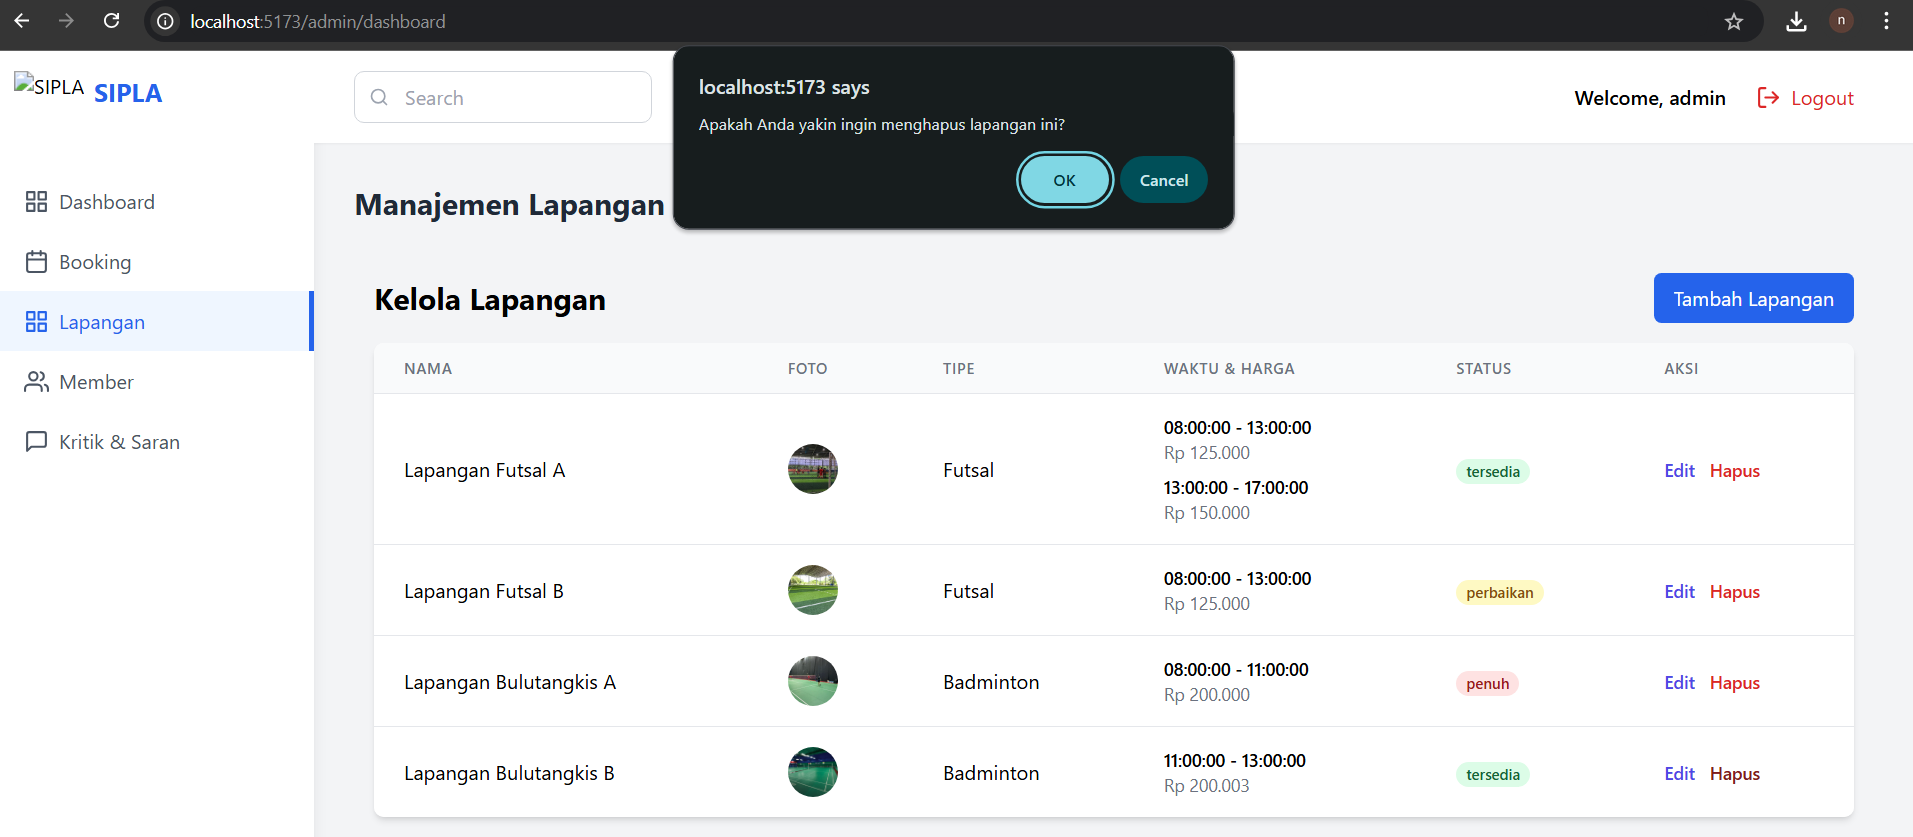 localhost:5173/admin/dashboard
n
localhost:5173 says
Apakah Anda yakin ingin menghapus lapangan ini?
OK
Cancel
SIPLA
SIPLA
Search
Welcome, admin
Logout
Dashboard
Booking
Lapangan
Member
Kritik & Saran
Manajemen Lapangan
Kelola Lapangan
Tambah Lapangan
NAMA FOTO TIPE WAKTU & HARGA STATUS AKSI
Lapangan Futsal A
Futsal
08:00:00 - 13:00:00
Rp 125.000
13:00:00 - 17:00:00
Rp 150.000
tersedia
Edit Hapus
Lapangan Futsal B
Futsal
08:00:00 - 13:00:00
Rp 125.000
perbaikan
Edit Hapus
Lapangan Bulutangkis A
Badminton
08:00:00 - 11:00:00
Rp 200.000
penuh
Edit Hapus
Lapangan Bulutangkis B
Badminton
11:00:00 - 13:00:00
Rp 200.003
tersedia
Edit Hapus